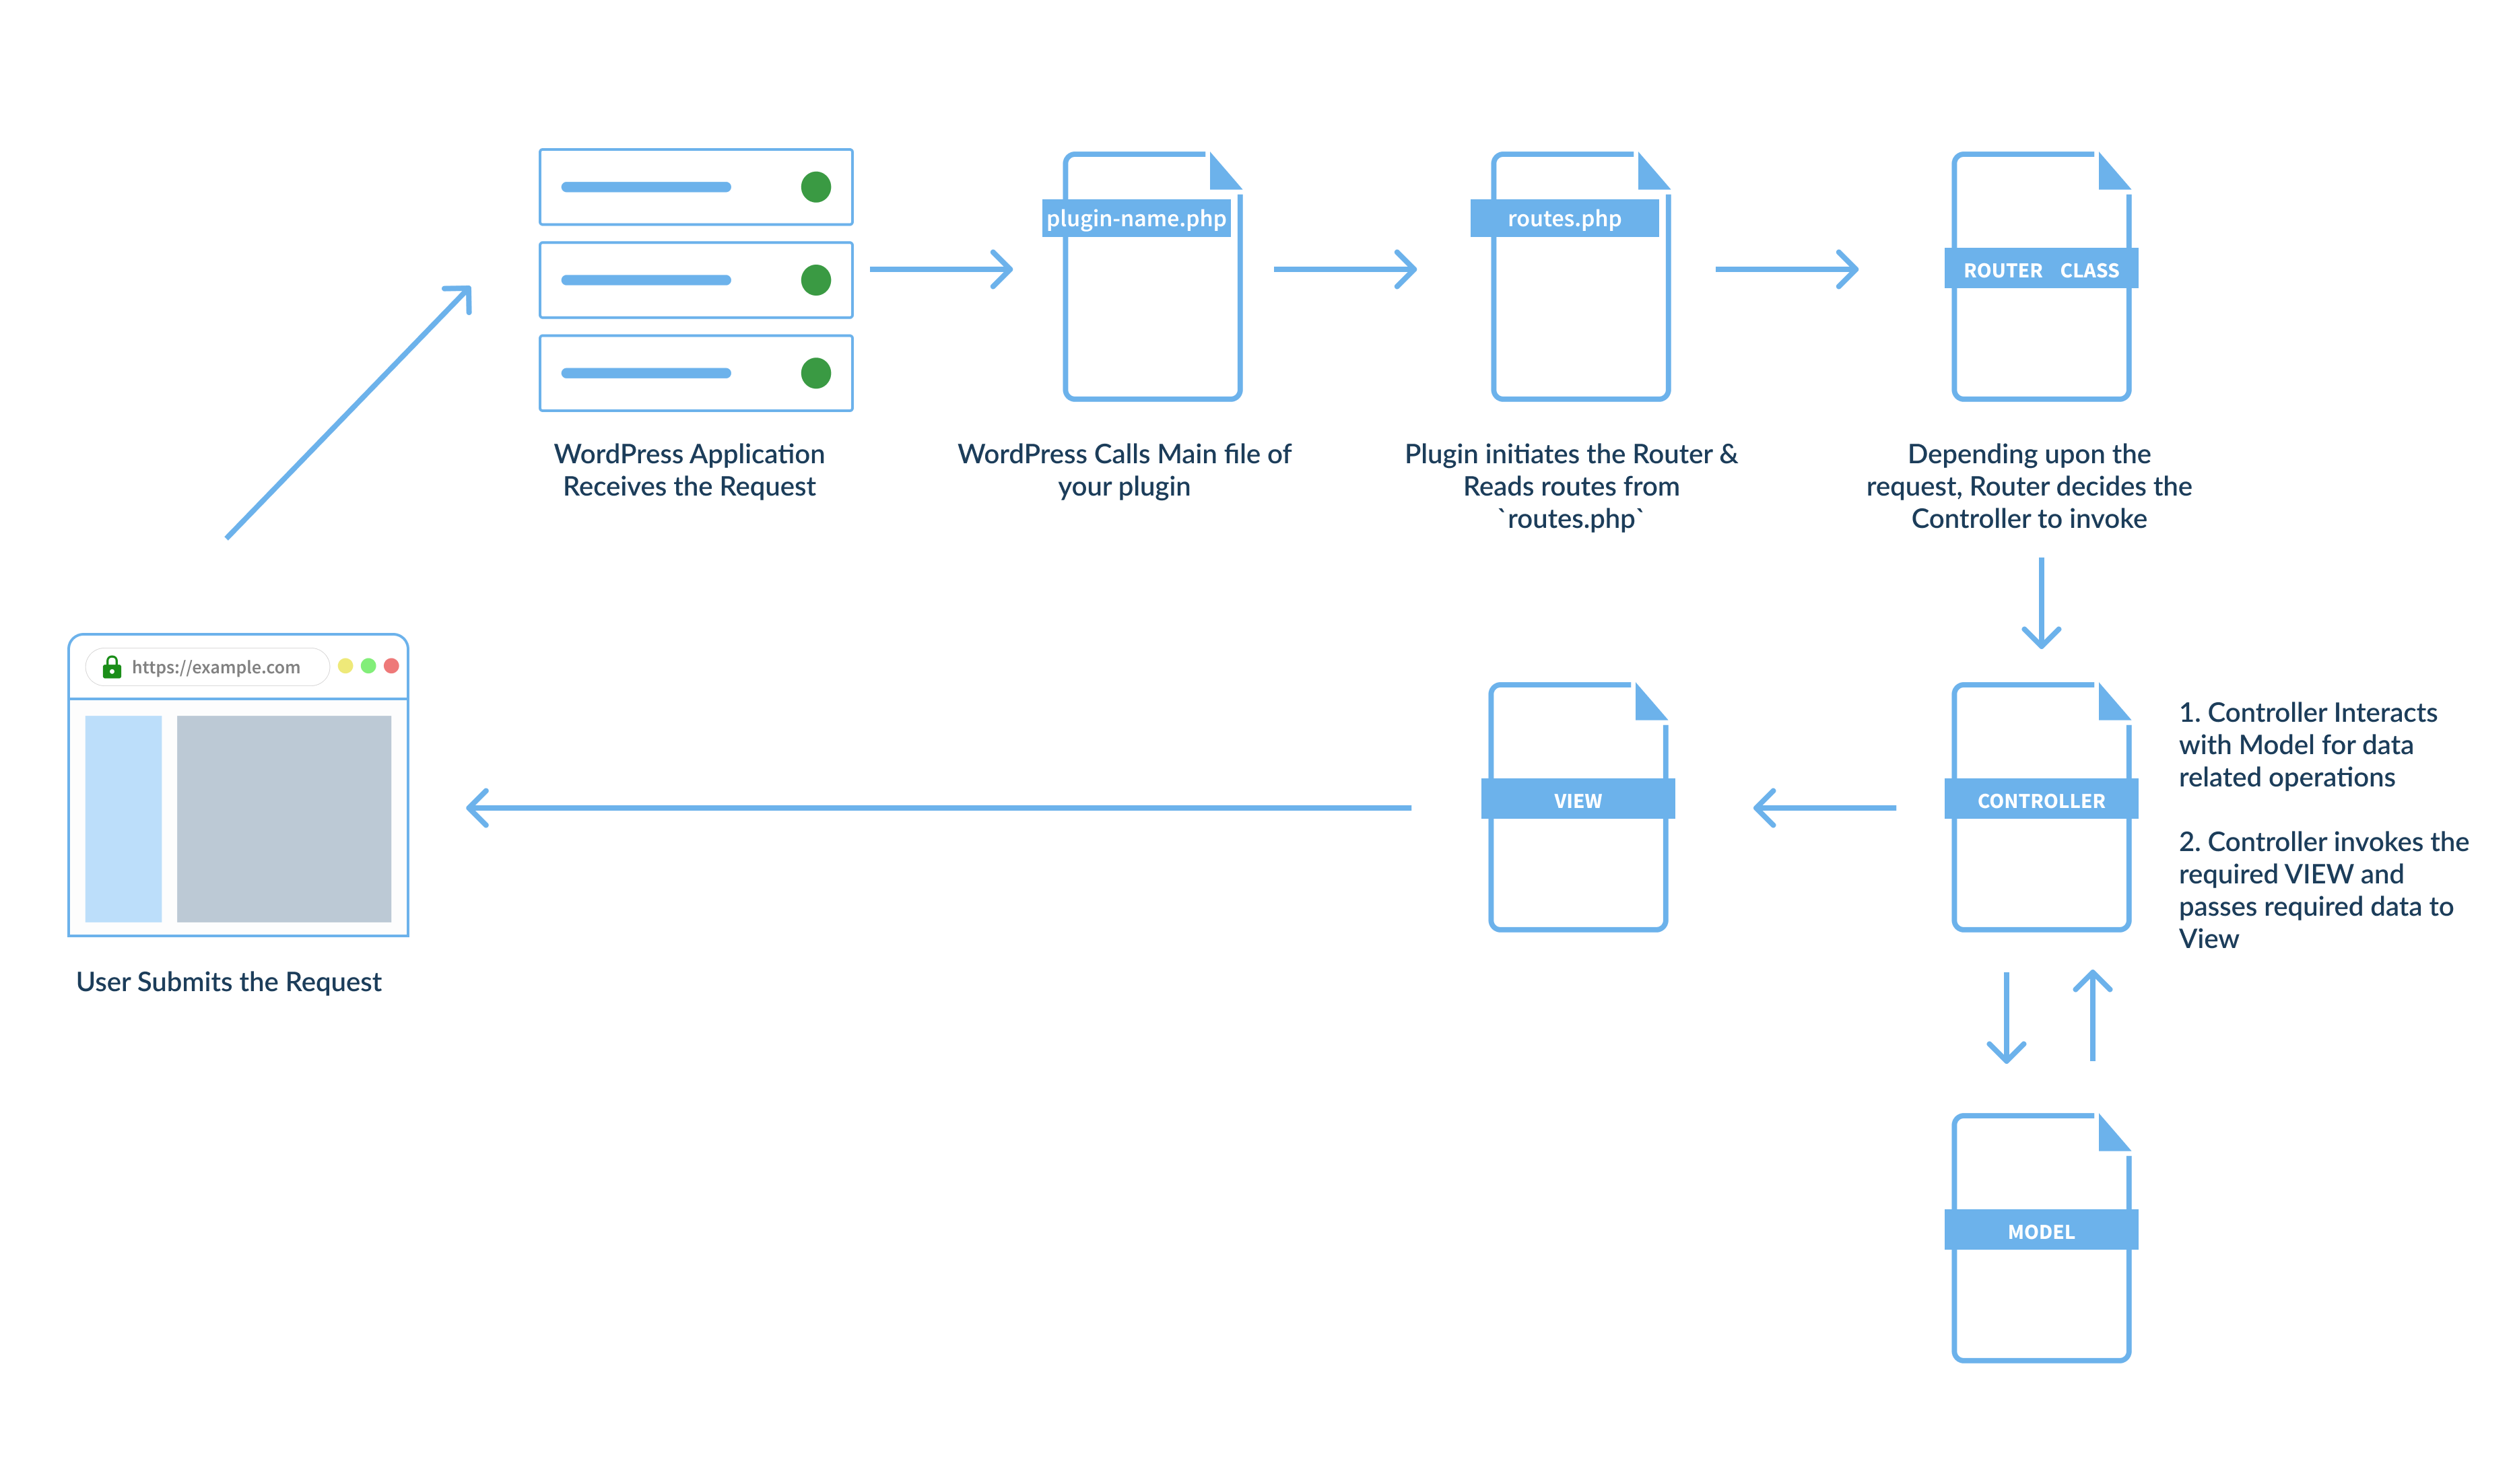 plugin-name.php
routes.php
ROUTER CLASS
WordPress Application
Receives the Request
WordPress Calls Main file of
your plugin
Plugin initiates the Router &
Reads routes from
`routes.php`
Depending upon the
request, Router decides the
Controller to invoke
https://example.com
User Submits the Request
VIEW
CONTROLLER
1. Controller Interacts
with Model for data
related operations
2. Controller invokes the
required VIEW and
passes required data to
View
MODEL